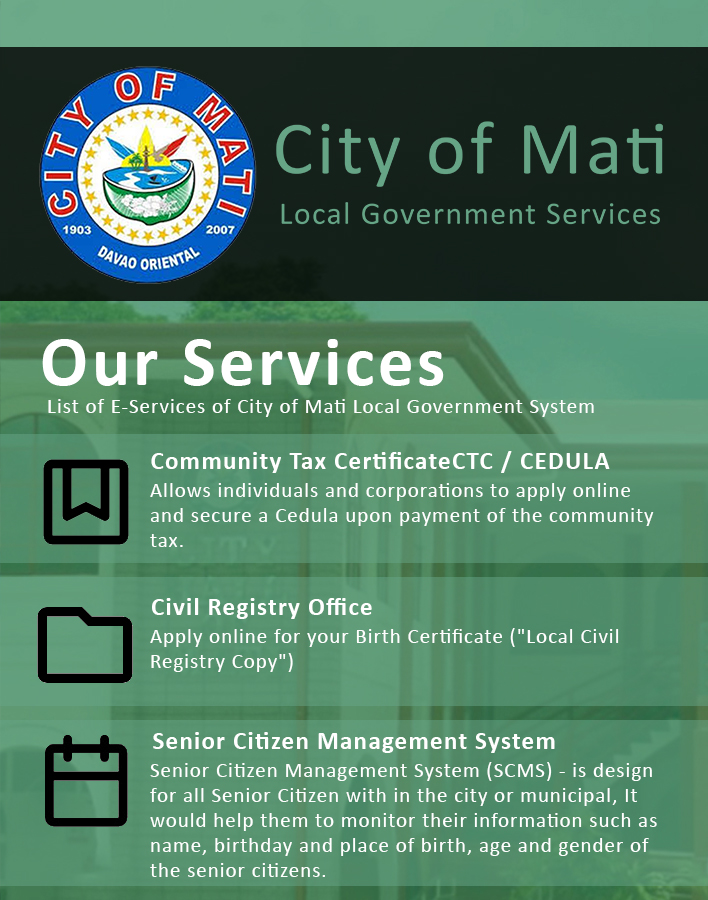 CITY OF MATI
1903
2007
DAVAO ORIENTAL
City of Mati
Local Government Services
Our Services
List of E-Services of City of Mati Local Government System
Community Tax CertificateCTC / CEDULA
Allows individuals and corporations to apply online
and secure a Cedula upon payment of the community
tax.
Civil Registry Office
Apply online for your Birth Certificate ("Local Civil
Registry Copy")
Senior Citizen Management System
Senior Citizen Management System (SCMS) - is design
for all Senior Citizen with in the city or municipal, It
would help them to monitor their information such as
name, birthday and place of birth, age and gender of
the senior citizens.